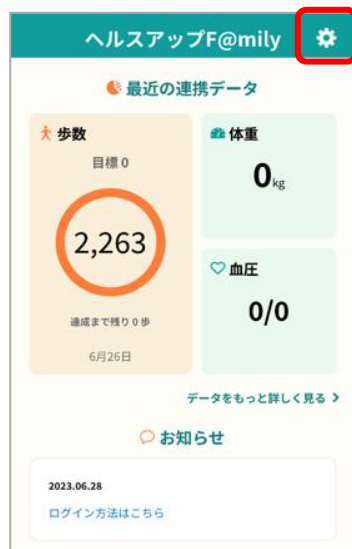 ヘルスアップF@mily
最近の連携データ
歩数
目標 0
2,263
達成まで残り 0 歩
6月26日
体重
0kg
血圧
0/0
データをもっと詳しく見る
お知らせ
2023.06.28
ログイン方法はこちら